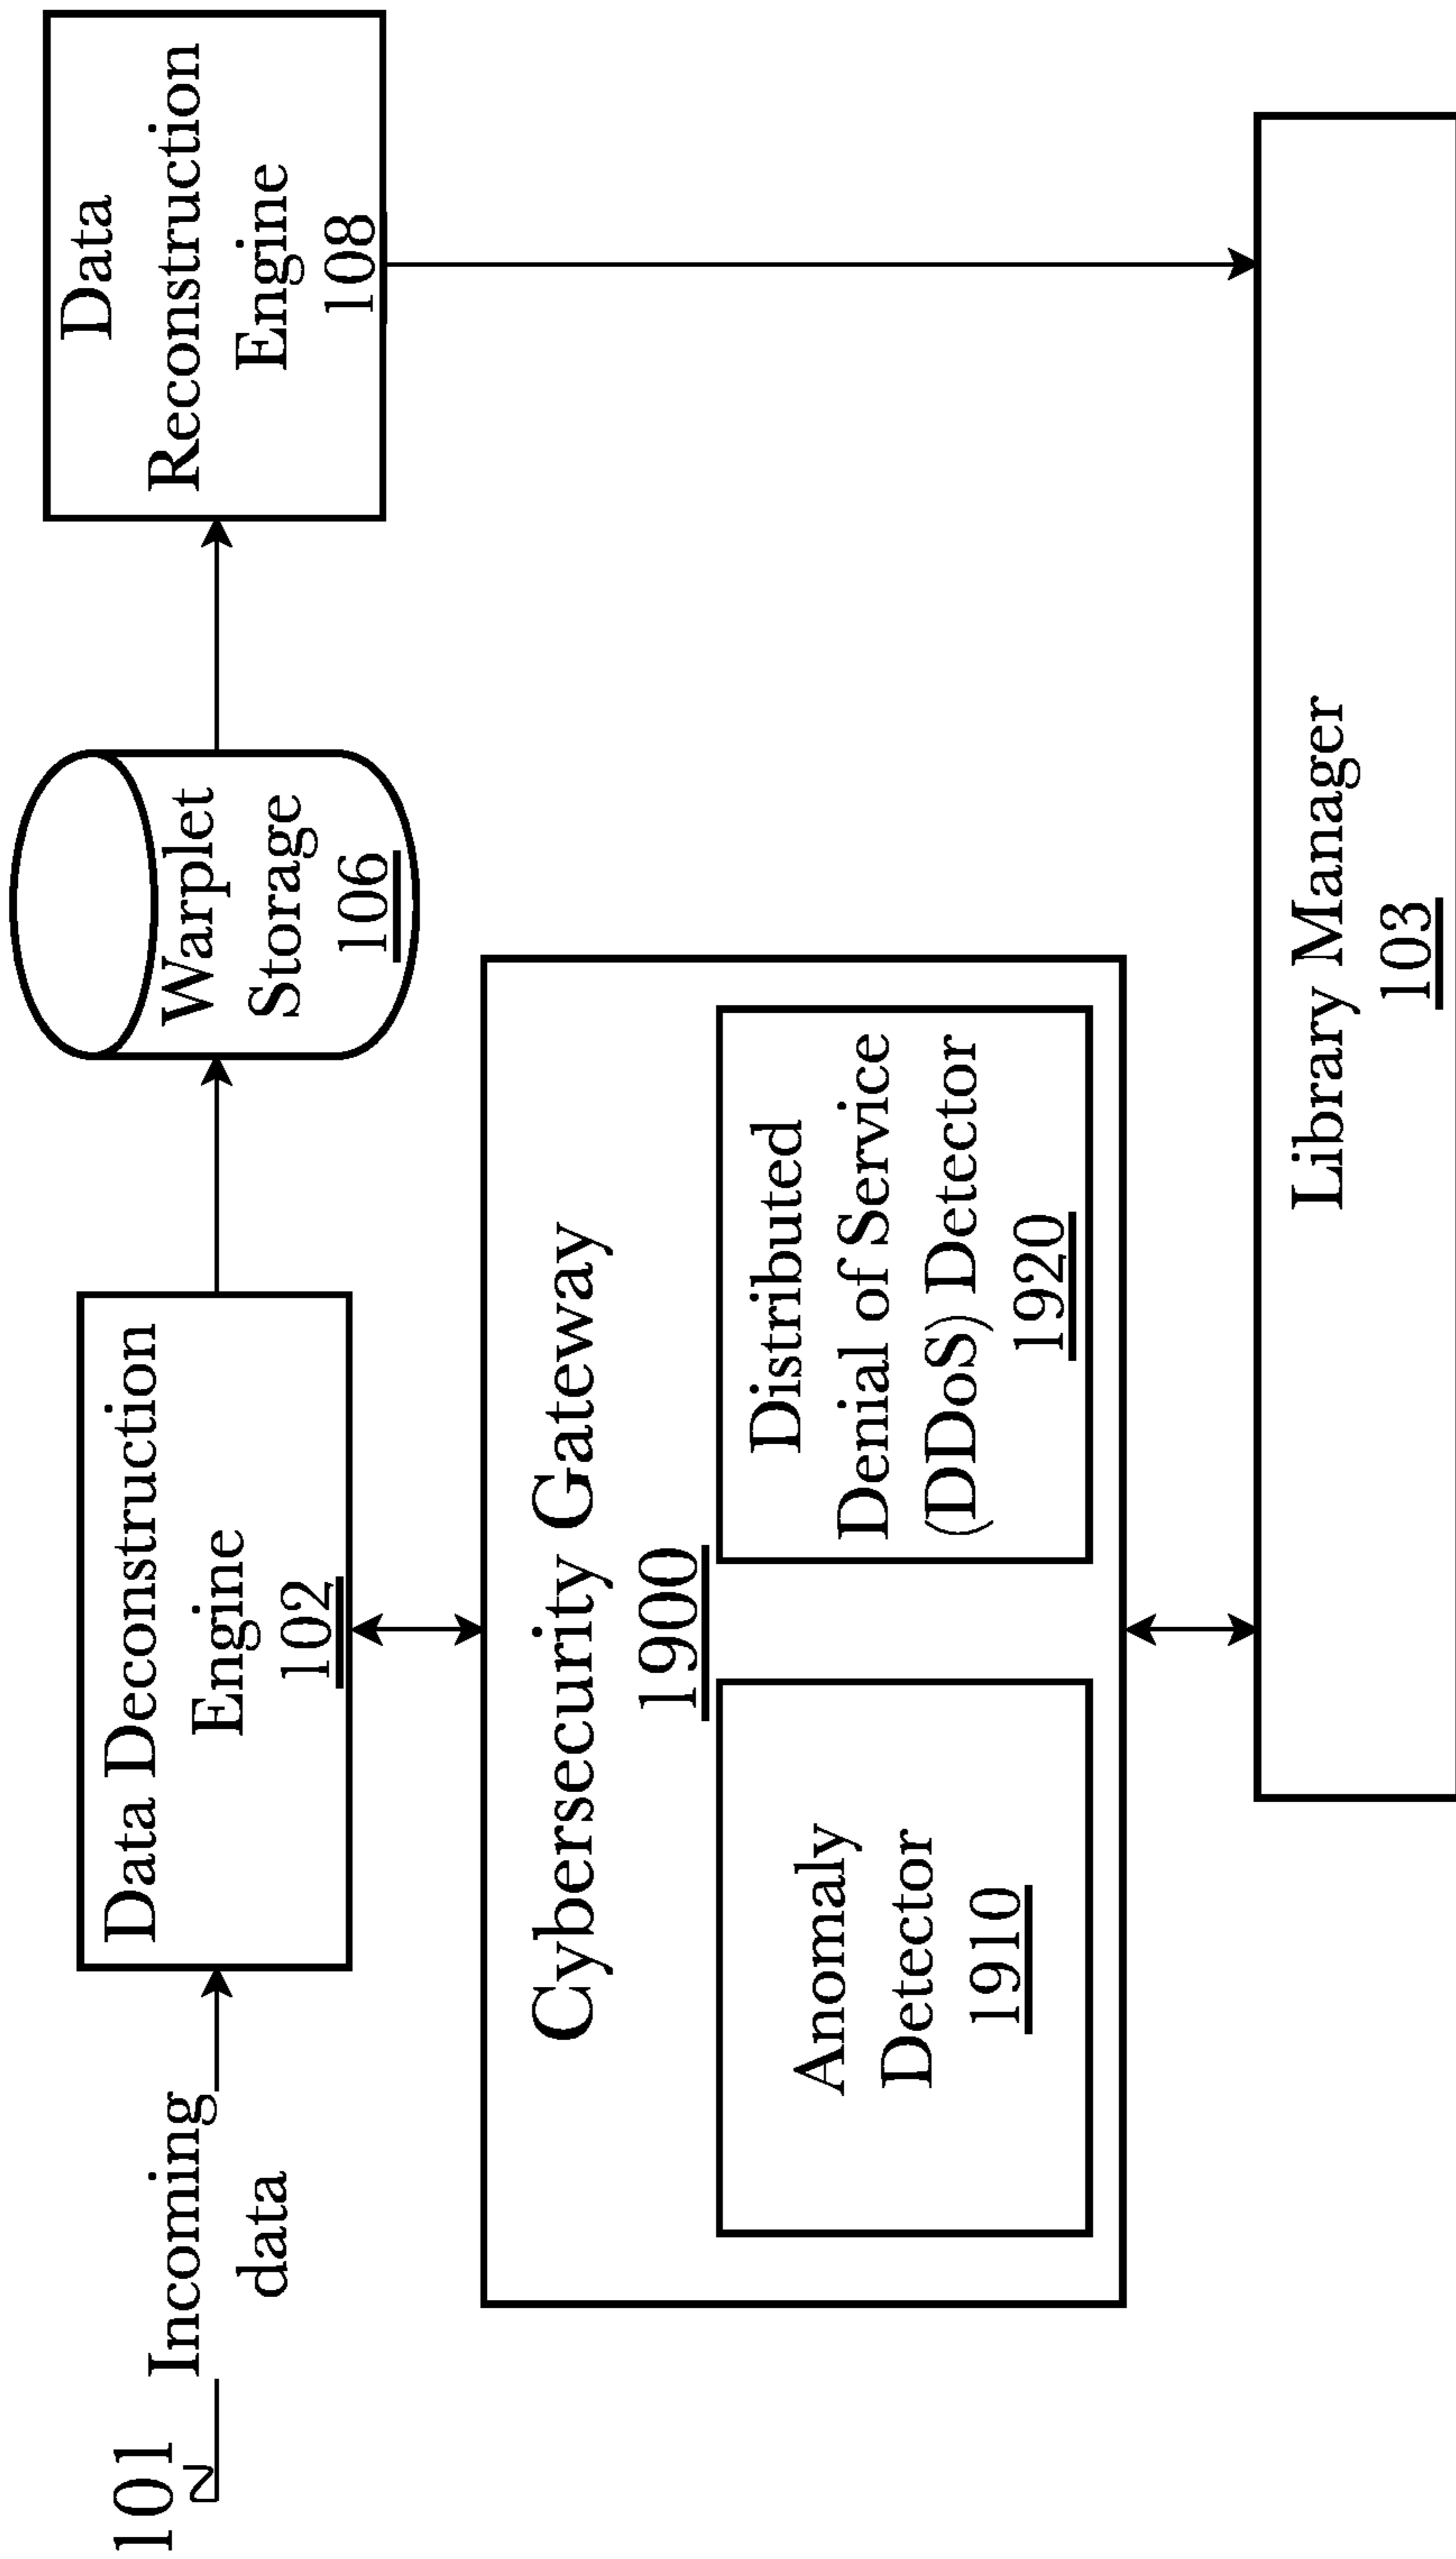 101
Incoming
data
Data Deconstruction
Engine
102
Warplet
Storage
106
Data
Reconstruction
Engine
108
Cybersecurity Gateway
1900
Anomaly
Detector
1910
Distributed
Denial of Service
(DDoS) Detector
1920
Library Manager
103